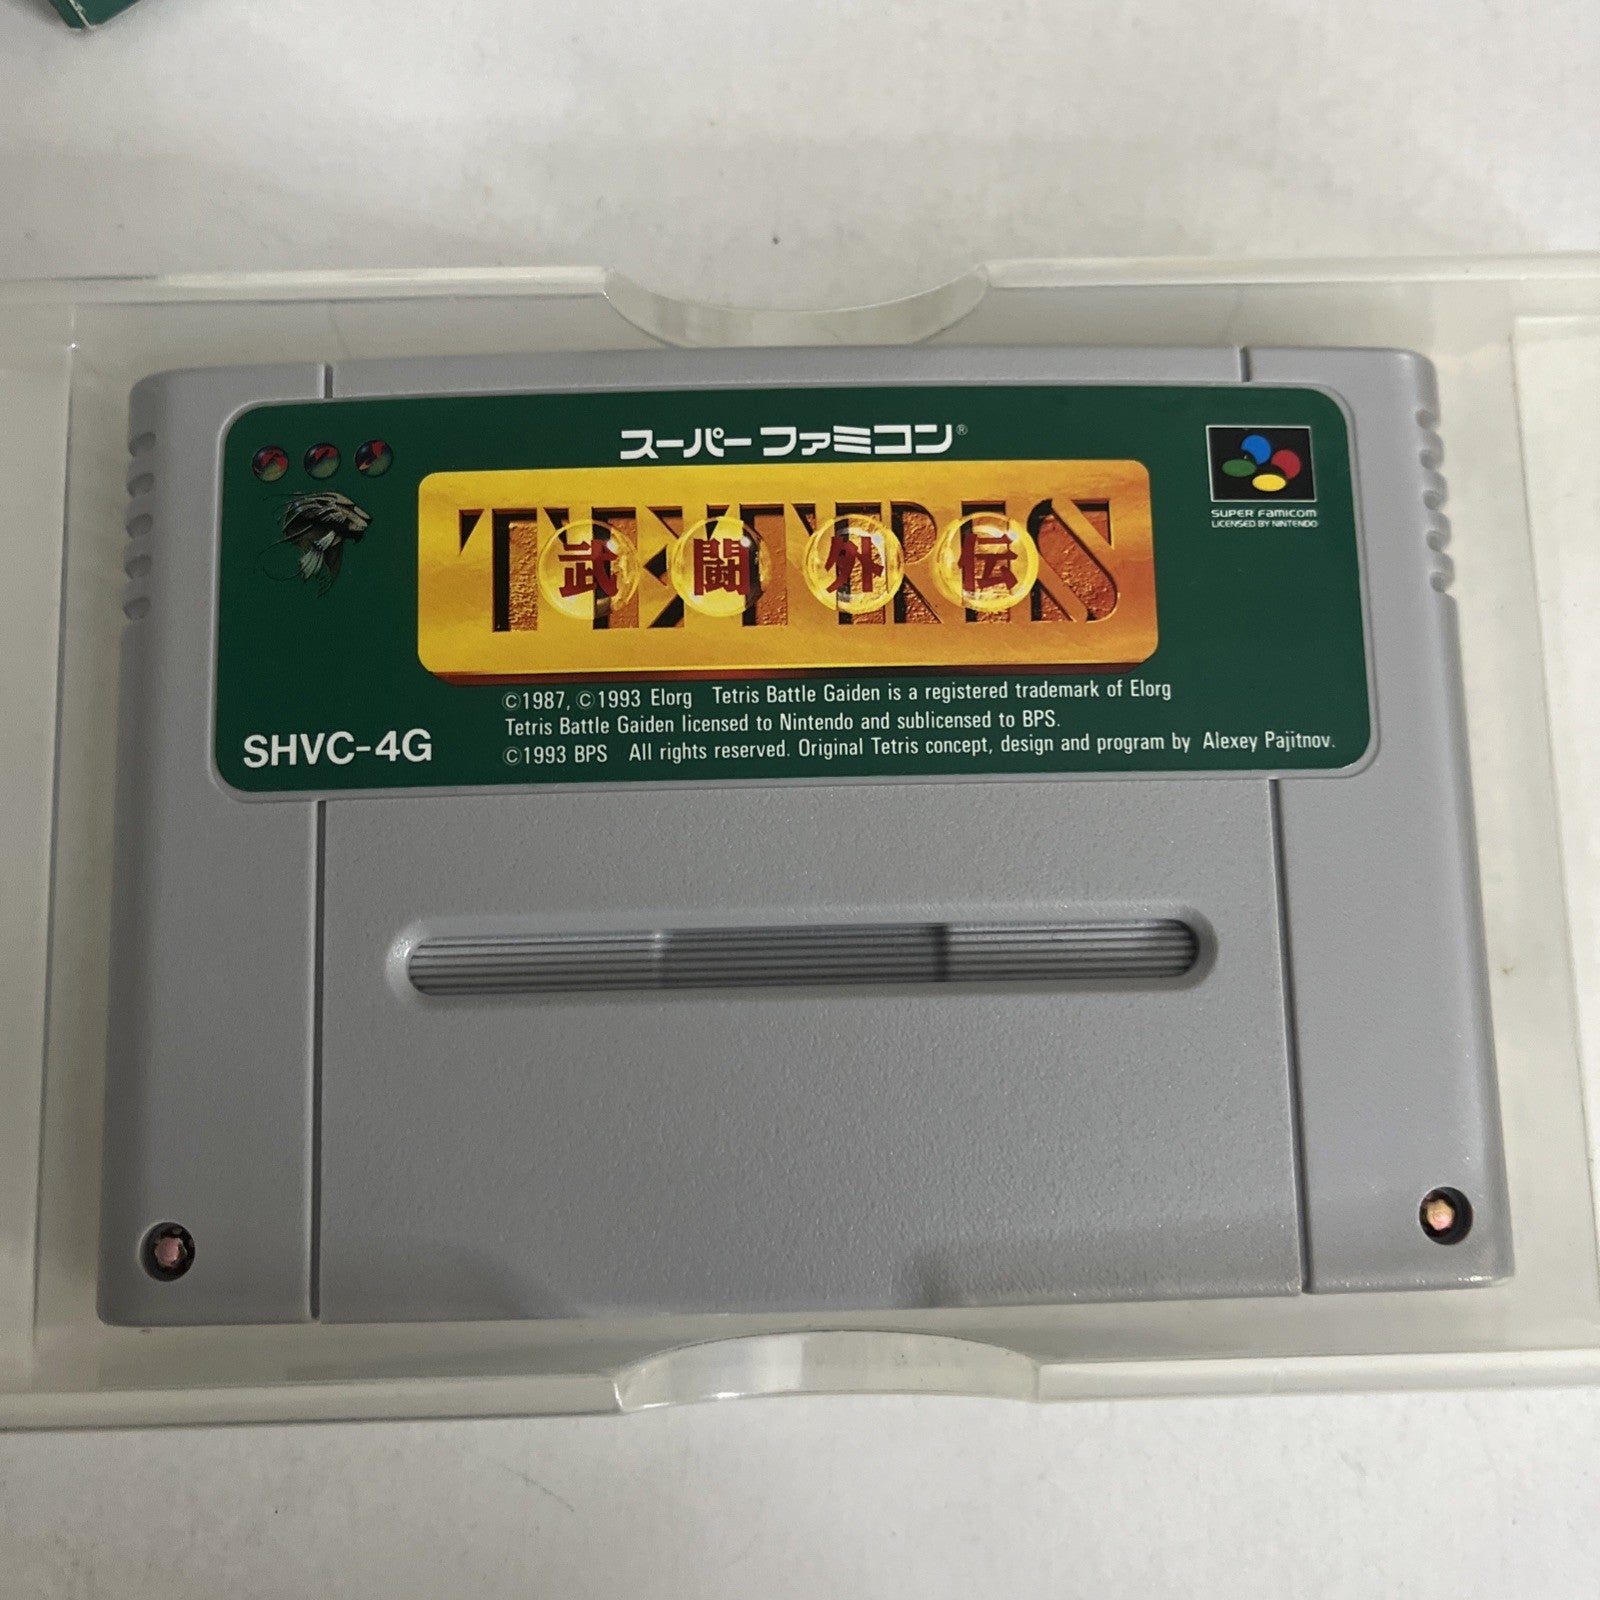 スーパーファミコン®
TETRIS
武闘外伝
SUPER FAMICOM
LICENSED BY NINTENDO
©1987, ©1993 Elorg Tetris Battle Gaiden is a registered trademark of Elorg
Tetris Battle Gaiden licensed to Nintendo and sublicensed to BPS.
©1993 BPS All rights reserved. Original Tetris concept, design and program by Alexey Pajitnov.
SHVC-4G